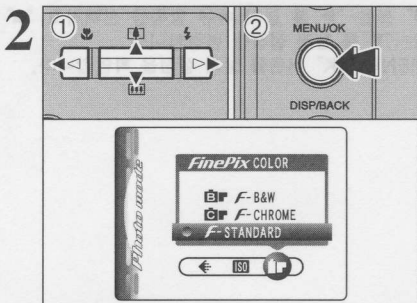 2
1
2
MENU/OK
DISP/BACK
Photo mode
FinePix COLOR
B F-B&W
C F-CHROME
F-STANDARD
ISO